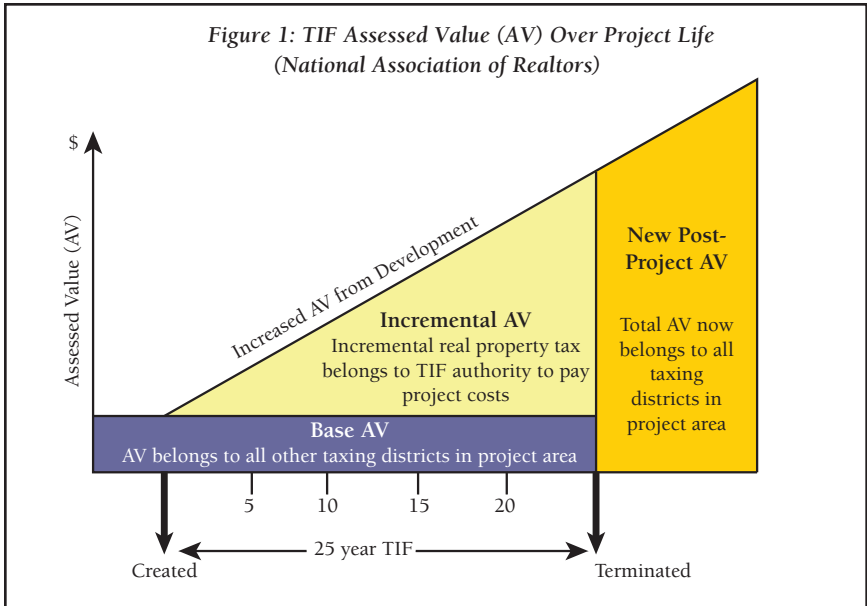 Figure 1: TIF Assessed Value (AV) Over Project Life
(National Association of Realtors)
$
Assessed Value (AV)
Increased AV from Development
Incremental AV
Incremental real property tax
belongs to TIF authority to pay
project costs
New Post-
Project AV
Total AV now
belongs to all
taxing
districts in
project area
Base AV
AV belongs to all other taxing districts in project area
5 10 15 20
25 year TIF
Created Terminated